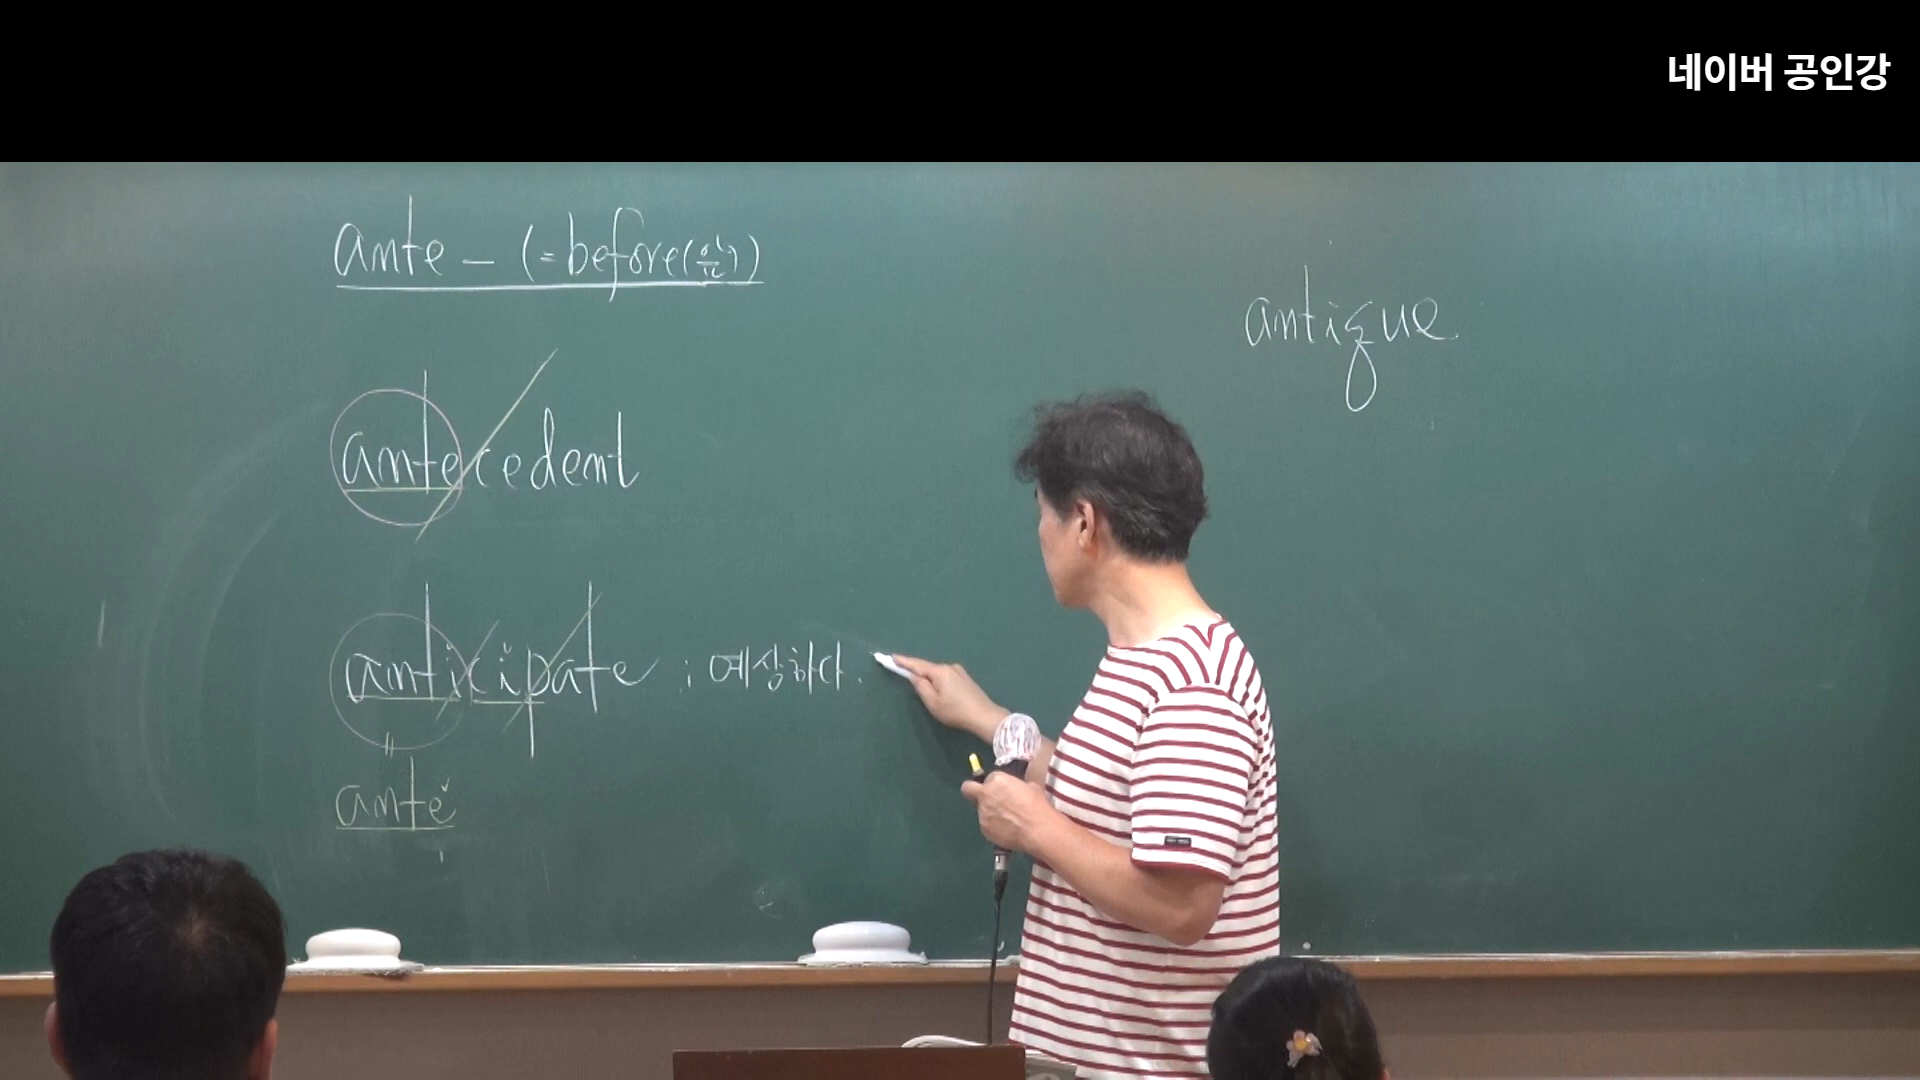 네이버 공인강
ante - (=before(앞))
antique
antecedent
anticipate ; 예상하다.
ante